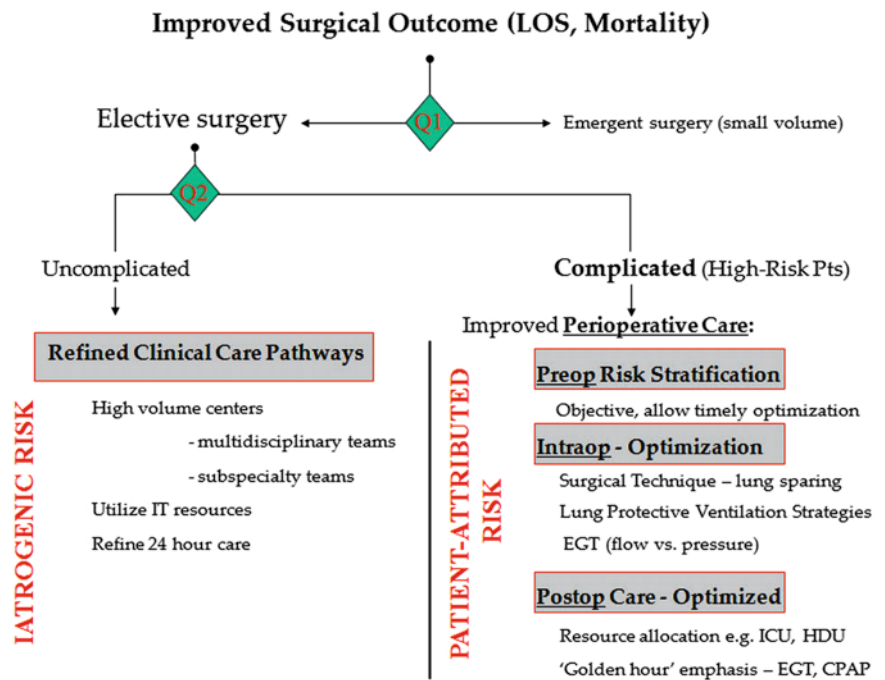 Improved Surgical Outcome (LOS, Mortality)
Elective surgery
Q1
Emergent surgery (small volume)
Q2
Uncomplicated
Complicated (High-Risk Pts)
Improved Perioperative Care:
IATROGENIC RISK
Refined Clinical Care Pathways
High volume centers
- multidisciplinary teams
- subspecialty teams
Utilize IT resources
Refine 24 hour care
PATIENT-ATTRIBUTED
RISK
Preop Risk Stratification
Objective, allow timely optimization
Intraop - Optimization
Surgical Technique – lung sparing
Lung Protective Ventilation Strategies
EGT (flow vs. pressure)
Postop Care - Optimized
Resource allocation e.g. ICU, HDU
‘Golden hour’ emphasis – EGT, CPAP